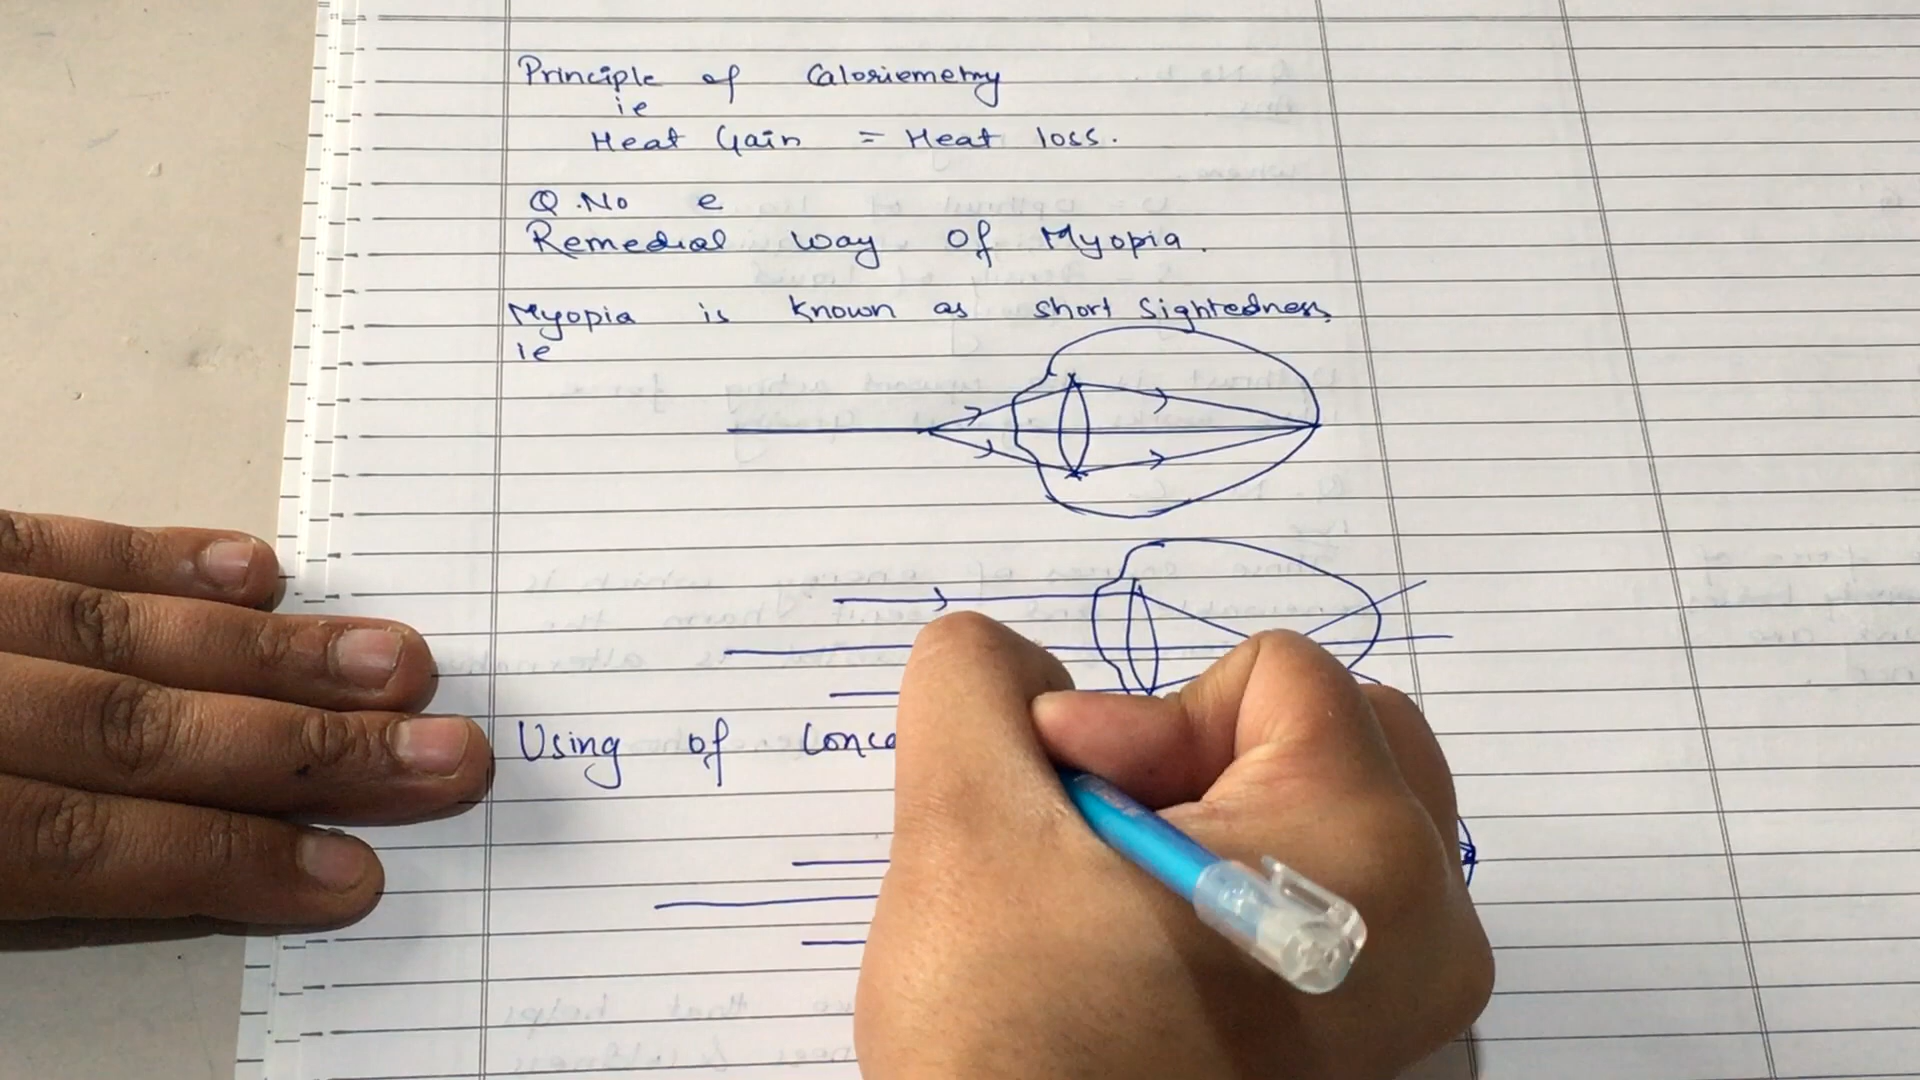 Principle of Caloriemetry
ie
Heat Gain = Heat loss.
Q.No e
Remedial way Of Myopia.
Myopia is known as short Sightedness,
ie
Using of Conca